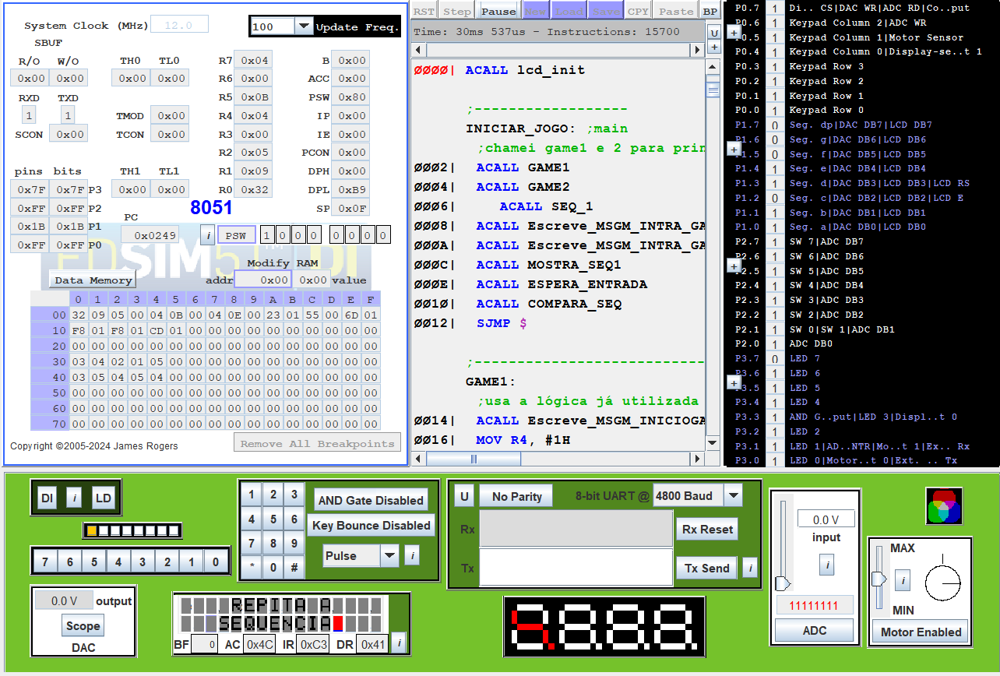 System Clock (MHz) 12.0 100 Update Freq.
SBUF
R/O W/O TH0 TL0 R7 0x04 B 0x00
0x00 0x00 0x00 0x00 R6 0x00 ACC 0x00
RXD TXD R5 0x0B PSW 0x80
1 1 TMOD 0x00 R4 0x04 IP 0x00
SCON 0x00 TCON 0x00 R3 0x00 IE 0x00
R2 0x05 PCON 0x00
pins bits TH1 TL1 R1 0x09 DPH 0x00
0x7F 0x7F P3 0x00 0x00 R0 0x32 DPL 0xB9
0xFF 0xFF P2 8051 SP 0x0F
0x1B 0x1B P1 PC
0xFF 0xFF P0 0x0249 i PSW 1 0 0 0 0 0 0 0
Modify RAM
Data Memory addr 0x00 0x00 value
0 1 2 3 4 5 6 7 8 9 A B C D E F
00 32 09 05 00 04 0B 00 04 0E 00 23 01 55 00 6D 01
10 F8 01 F8 01 CD 01 00 00 00 00 00 00 00 00 00 00
20 00 00 00 00 00 00 00 00 00 00 00 00 00 00 00 00
30 03 04 02 01 05 00 00 00 00 00 00 00 00 00 00 00
40 03 05 04 05 04 00 00 00 00 00 00 00 00 00 00 00
50 00 00 00 00 00 00 00 00 00 00 00 00 00 00 00 00
60 00 00 00 00 00 00 00 00 00 00 00 00 00 00 00 00
70 00 00 00 00 00 00 00 00 00 00 00 00 00 00 00 00
Copyright ©2005-2024 James Rogers Remove All Breakpoints
RST Step Pause New Load Save CPY Paste BP
Time: 30ms 537us - Instructions: 15700 U
+
0000| ACALL lcd_init
;------------------
INICIAR_JOGO: ;main
;chamei game1 e 2 para prin
0002| ACALL GAME1
0004| ACALL GAME2
0006| ACALL SEQ_1
0008| ACALL Escreve_MSGM_INTRA_GA
000A| ACALL Escreve_MSGM_INTRA_GA
000C| ACALL MOSTRA_SEQ1
000E| ACALL ESPERA_ENTRADA
0010| ACALL COMPARA_SEQ
0012| SJMP $
;---------------------------
GAME1:
;usa a lógica já utilizada
0014| ACALL Escreve_MSGM_INICIOGA
0016| MOV R4, #1H
P0.7 1 Di.. CS|DAC WR|ADC RD|Co..put
P0.6 1 Keypad Column 2|ADC WR
P0.5 1 Keypad Column 1|Motor Sensor
P0.4 1 Keypad Column 0|Display-se..t 1
P0.3 1 Keypad Row 3
P0.2 1 Keypad Row 2
P0.1 1 Keypad Row 1
P0.0 1 Keypad Row 0
P1.7 0 Seg. dp|DAC DB7|LCD DB7
P1.6 0 Seg. g|DAC DB6|LCD DB6
P1.5 0 Seg. f|DAC DB5|LCD DB5
P1.4 1 Seg. e|DAC DB4|LCD DB4
P1.3 1 Seg. d|DAC DB3|LCD DB3|LCD RS
P1.2 0 Seg. c|DAC DB2|LCD DB2|LCD E
P1.1 1 Seg. b|DAC DB1|LCD DB1
P1.0 1 Seg. a|DAC DB0|LCD DB0
P2.7 1 SW 7|ADC DB7
P2.6 1 SW 6|ADC DB6
P2.5 1 SW 5|ADC DB5
P2.4 1 SW 4|ADC DB4
P2.3 1 SW 3|ADC DB3
P2.2 1 SW 2|ADC DB2
P2.1 1 SW 0|SW 1|ADC DB1
P2.0 1 ADC DB0
P3.7 0 LED 7
P3.6 1 LED 6
P3.5 1 LED 5
P3.4 1 LED 4
P3.3 1 AND G..put|LED 3|Displ..t 0
P3.2 1 LED 2
P3.1 1 LED 1|AD..NTR|Mo..t 1|Ex.. Rx
P3.0 1 LED 0|Motor..t 0|Ext. .. Tx
DI i LD
7 6 5 4 3 2 1 0
0.0 V output
Scope
DAC
1 2 3 AND Gate Disabled
4 5 6 Key Bounce Disabled
7 8 9 Pulse i
* 0 #
REPITA A
SEQUENCIA
BF 0 AC 0x4C IR 0xC3 DR 0x41 i
U No Parity 8-bit UART @ 4800 Baud
Rx Rx Reset
Tx Tx Send i
0.0 V
input
i
11111111
ADC
MAX
i
MIN
Motor Enabled